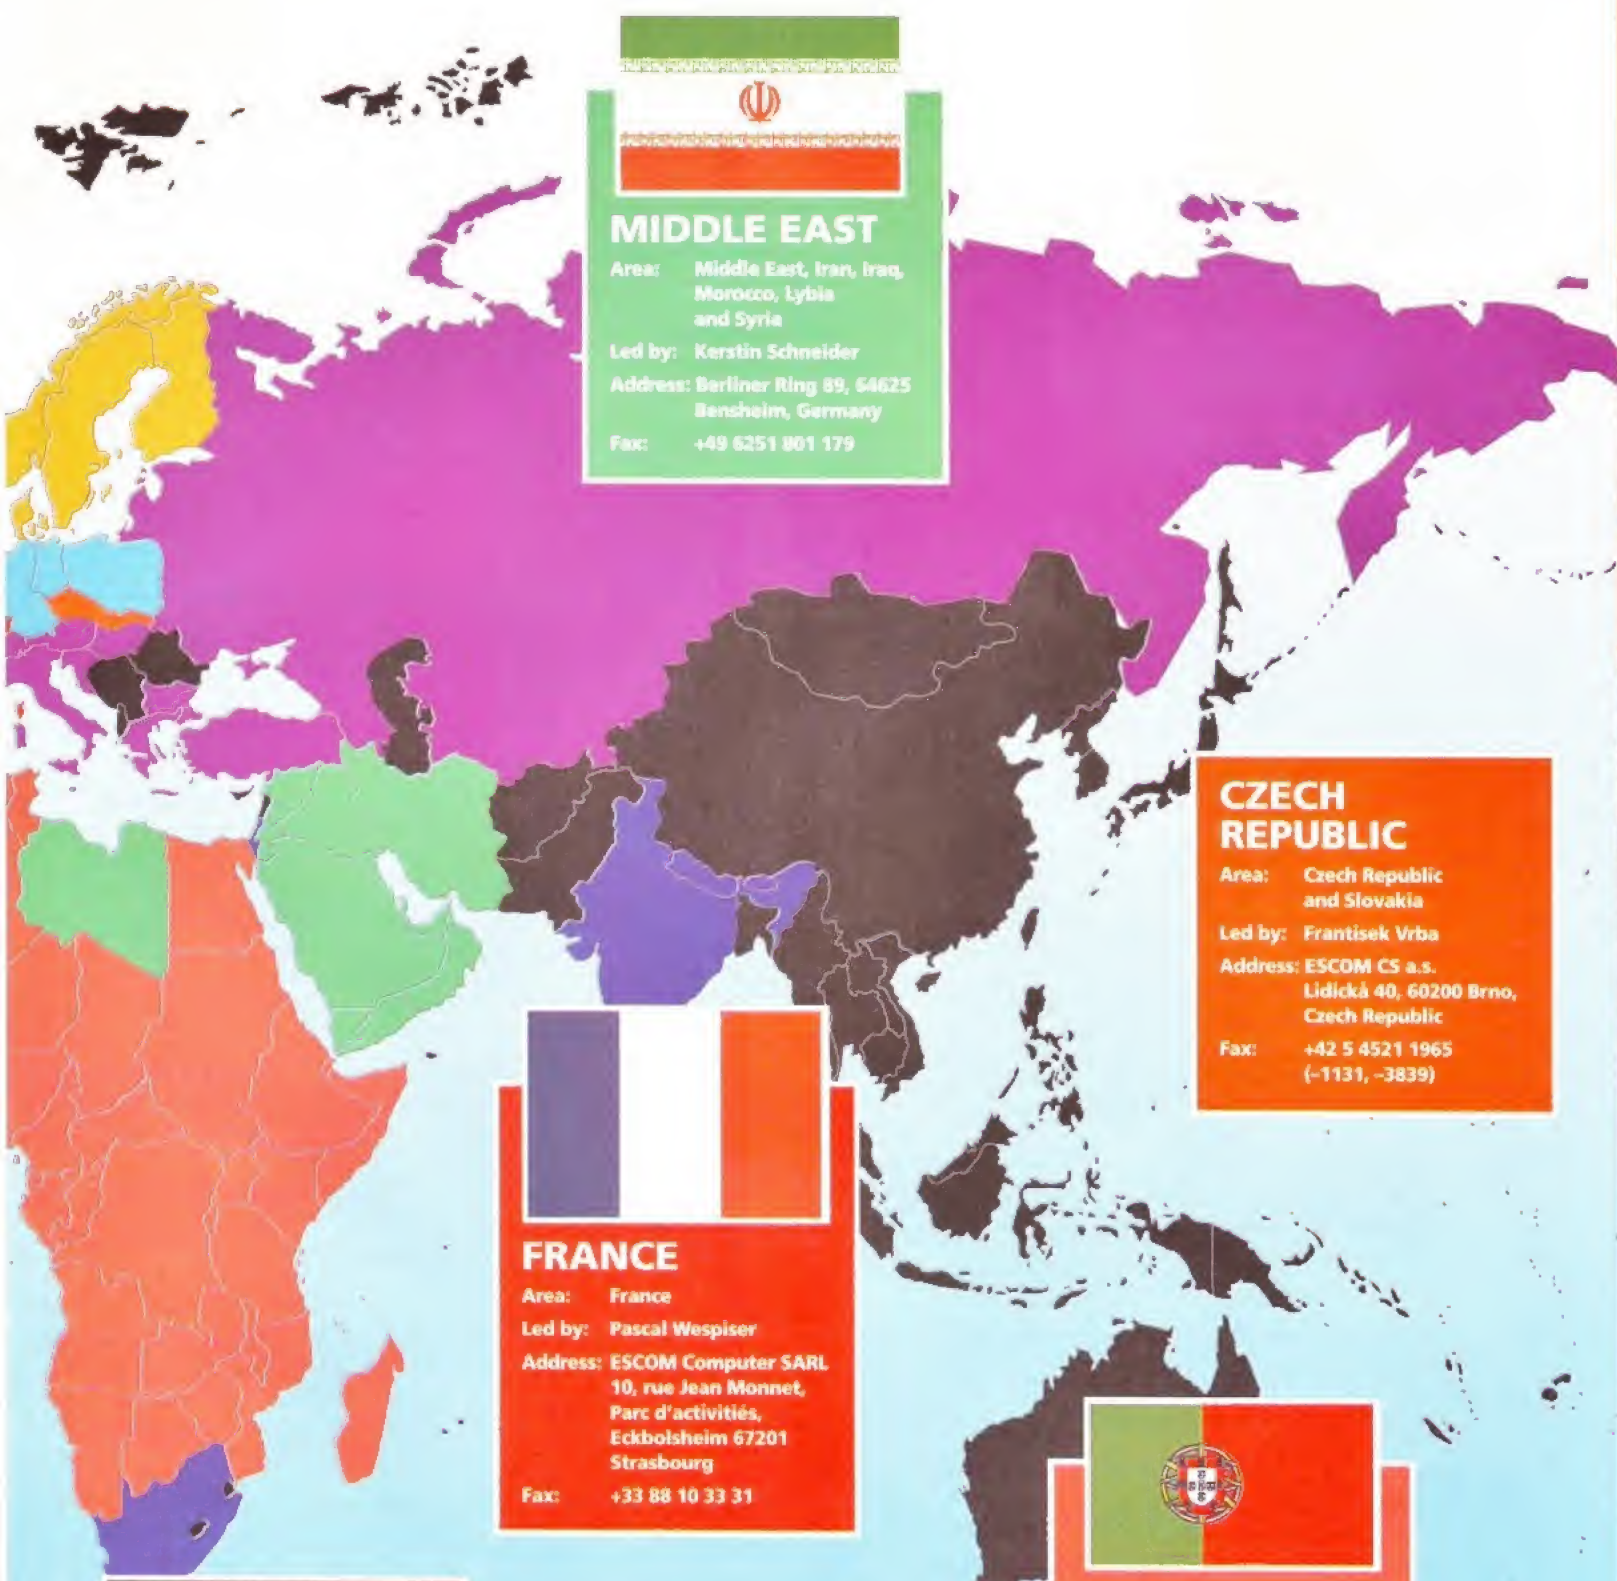 MIDDLE EAST
Area: Middle East, Iran, Iraq,
Morocco, Lybia
and Syria
Led by: Kerstin Schneider
Address: Berliner Ring 89, 64625
Bensheim, Germany
Fax: +49 6251 801 179
CZECH
REPUBLIC
Area: Czech Republic
and Slovakia
Led by: Frantisek Vrba
Address: ESCOM CS a.s.
Lidická 40, 60200 Brno,
Czech Republic
Fax: +42 5 4521 1965
(–1131, –3839)
FRANCE
Area: France
Led by: Pascal Wespiser
Address: ESCOM Computer SARL
10, rue Jean Monnet,
Parc d'activitiés,
Eckbolsheim 67201
Strasbourg
Fax: +33 88 10 33 31